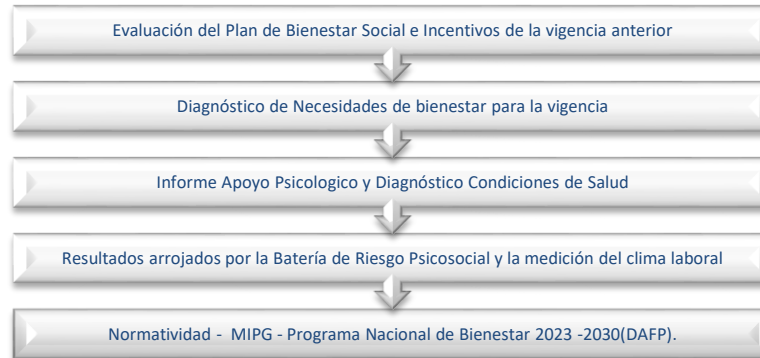 Evaluación del Plan de Bienestar Social e Incentivos de la vigencia anterior
Diagnóstico de Necesidades de bienestar para la vigencia
Informe Apoyo Psicologico y Diagnóstico Condiciones de Salud
Resultados arrojados por la Batería de Riesgo Psicosocial y la medición del clima laboral
Normatividad -  MIPG - Programa Nacional de Bienestar 2023 -2030(DAFP).